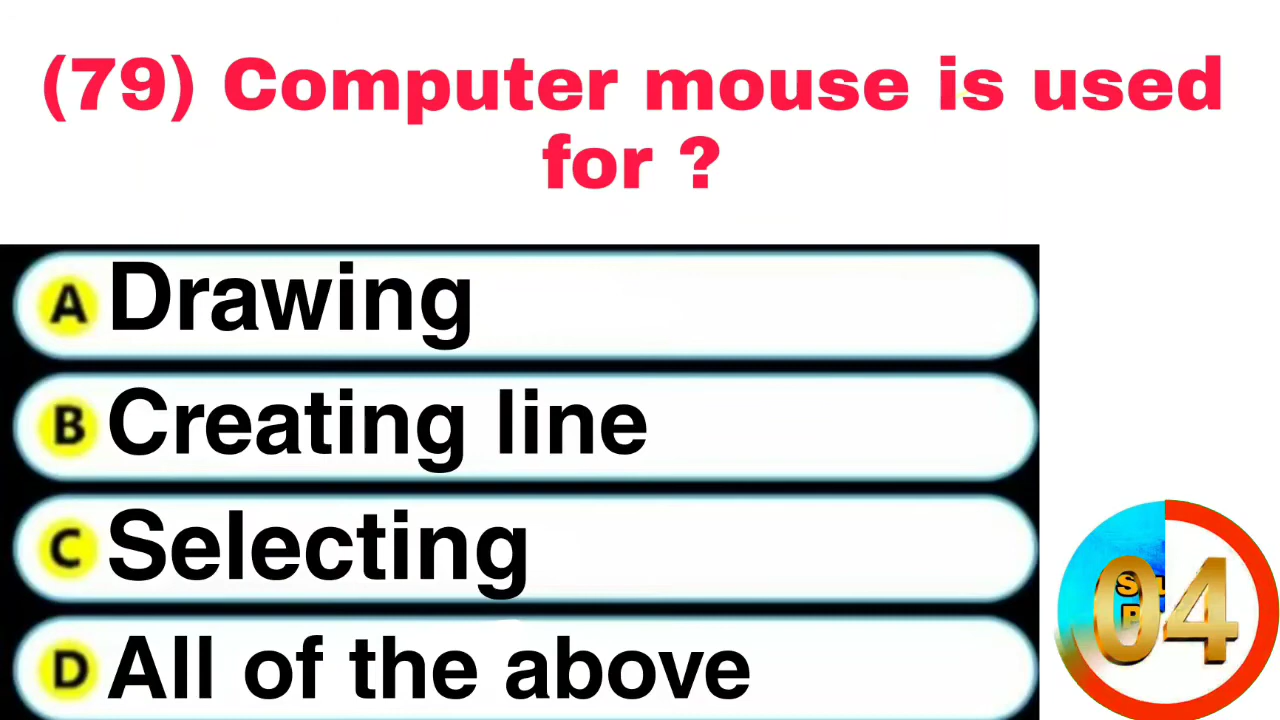 (79) Computer mouse is used
for ?
A Drawing
B Creating line
C Selecting
D All of the above
04